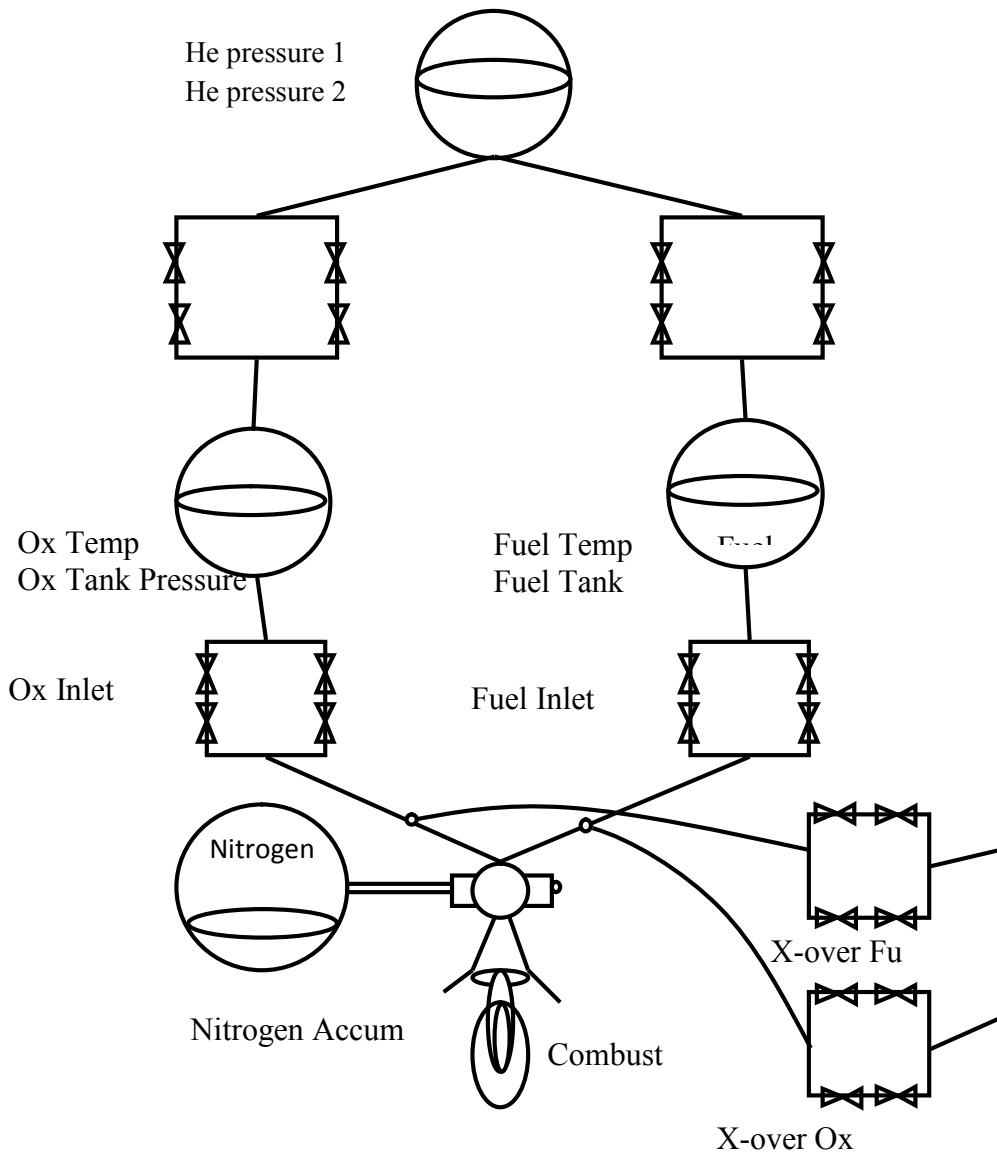 He pressure 1
He pressure 2
Ox Temp
Ox Tank Pressure
Fuel Temp
Fuel Tank
Fuel
Ox Inlet
Fuel Inlet
Nitrogen
X-over Fu
Nitrogen Accum
Combust
X-over Ox